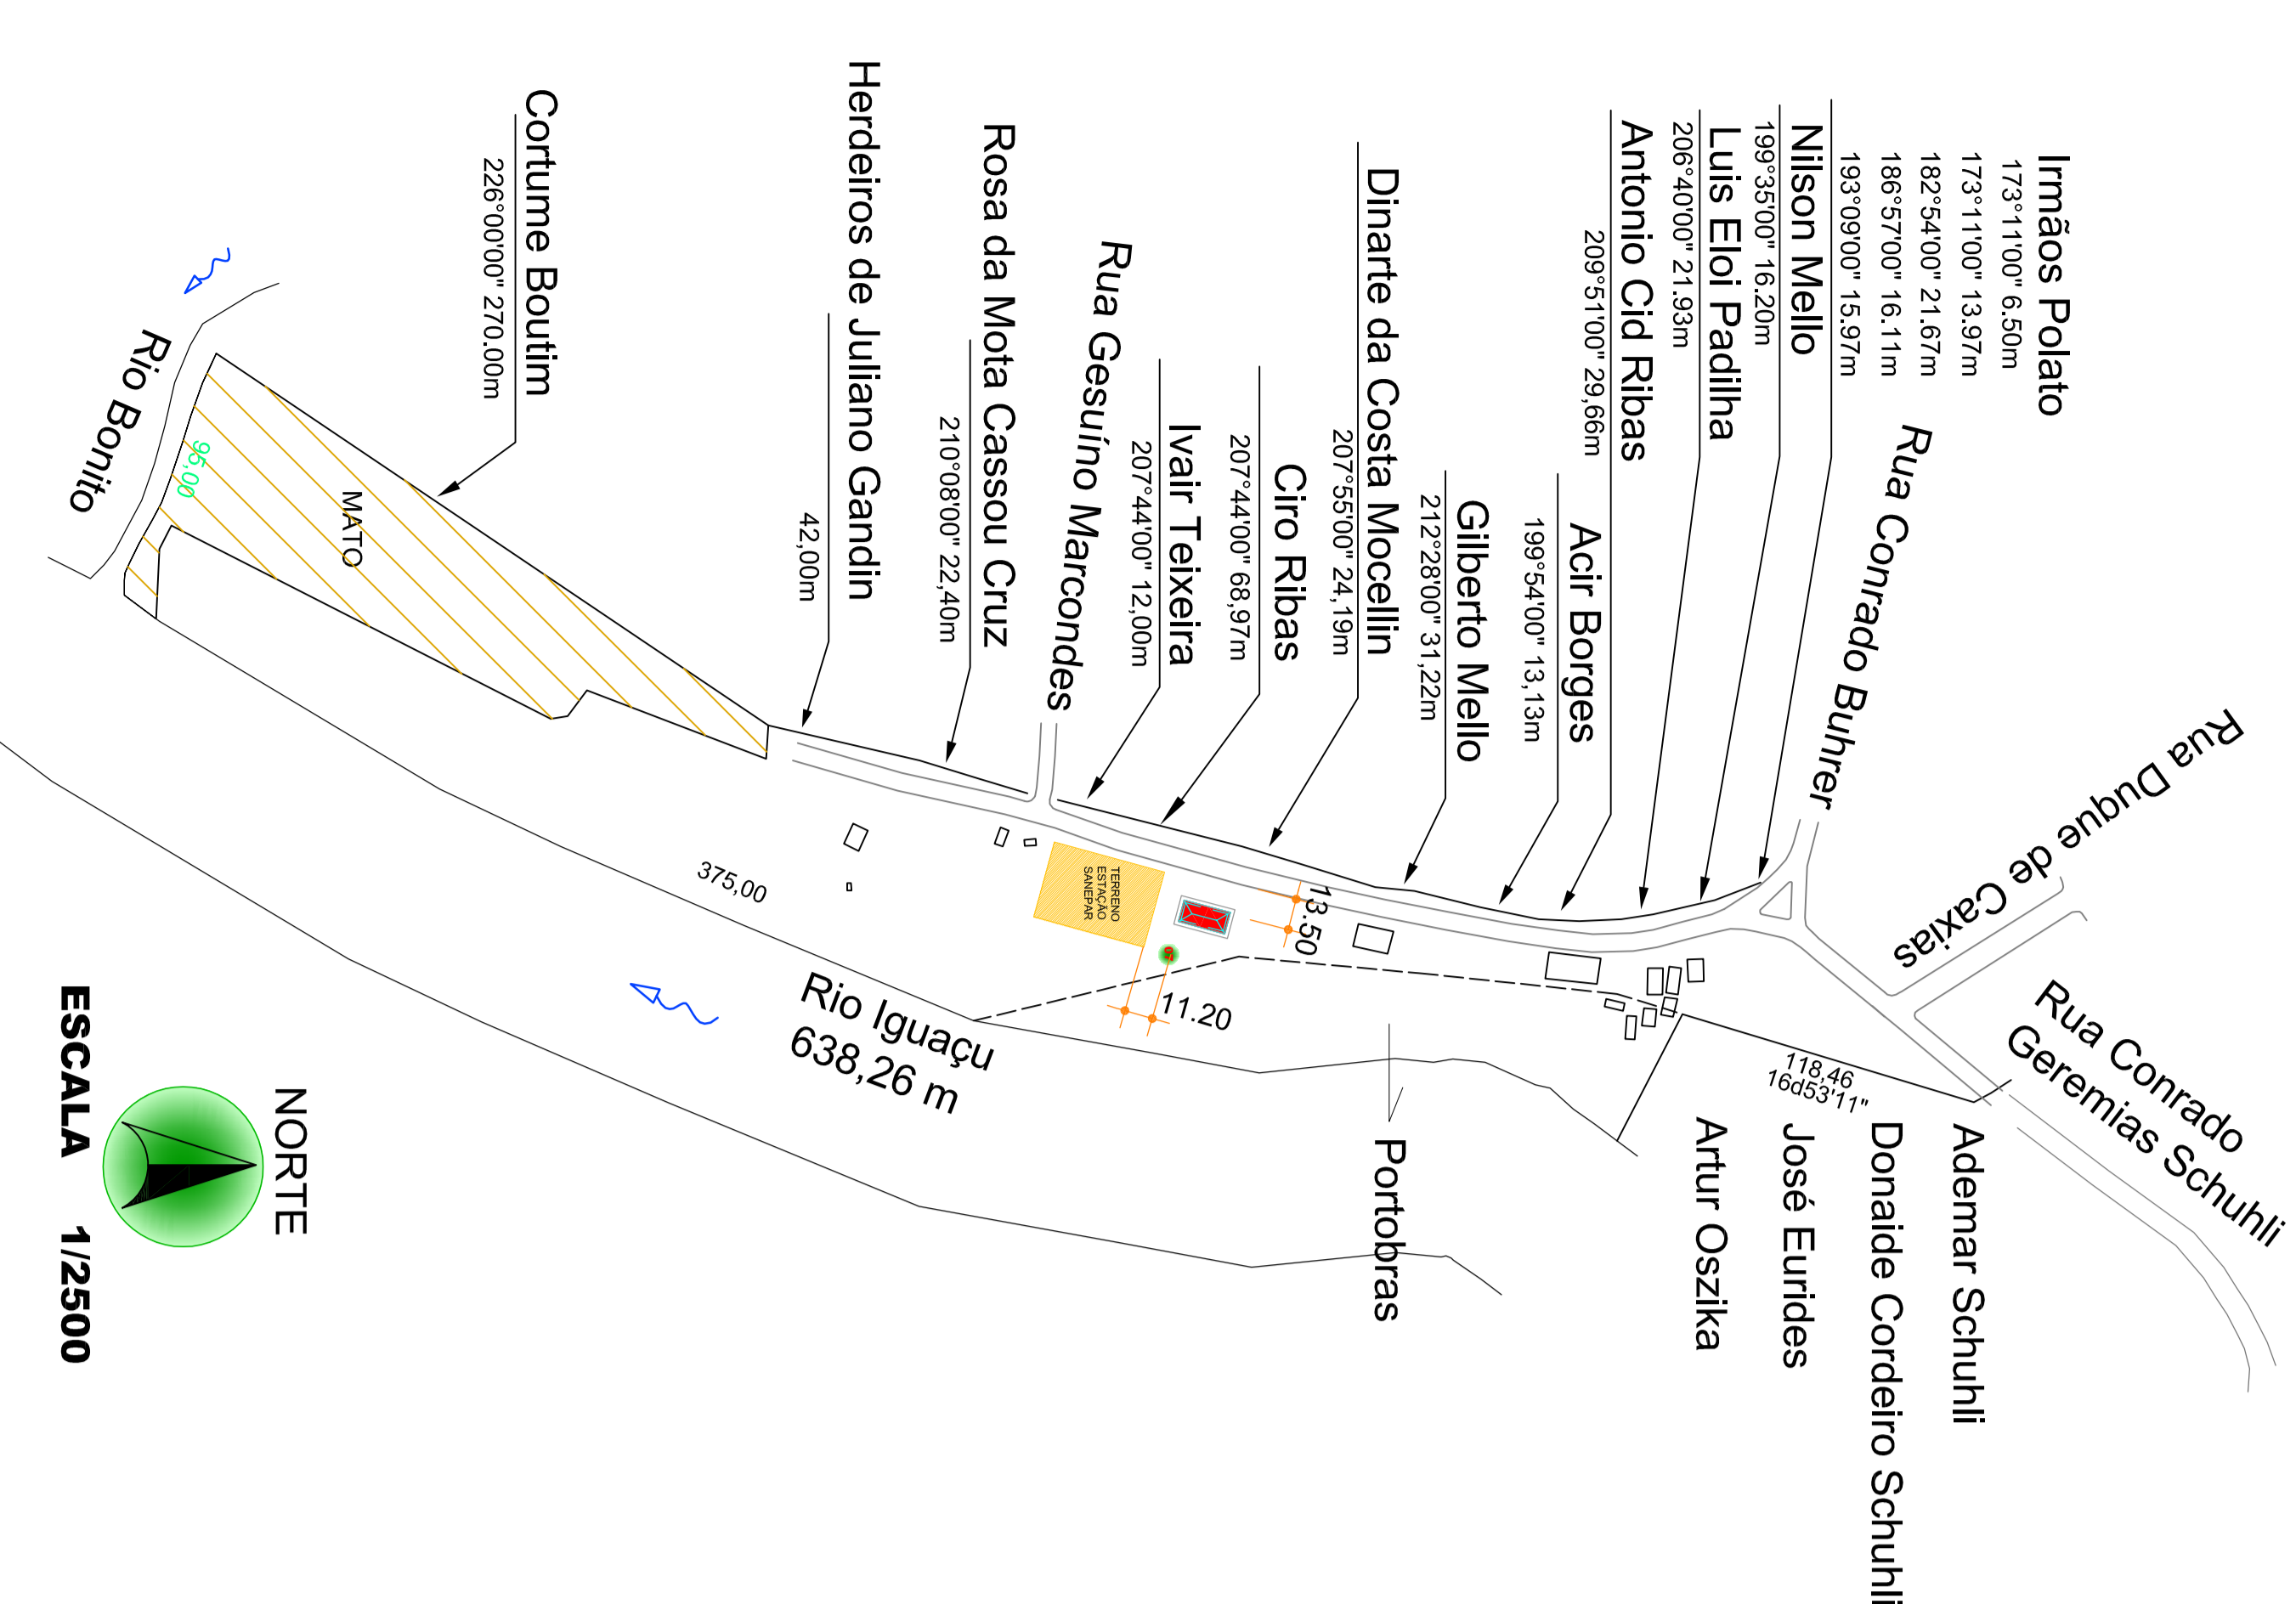 Irmãos Polato
173°11'00" 6.50m
173°11'00" 13.97m
182°54'00" 21.67m
186°57'00" 16.11m
193°09'00" 15.97m
Nilson Mello
199°35'00" 16.20m
Luis Eloi Padilha
206°40'00" 21.93m
Antonio Cid Ribas
209°51'00" 29,66m
Acir Borges
199°54'00" 13,13m
Gilberto Mello
212°28'00" 31,22m
Dinarte da Costa Mocellin
207°55'00" 24,19m
Ciro Ribas
207°44'00" 68,97m
Ivair Teixeira
207°44'00" 12,00m
Rua Gesuíno Marcondes
Rosa da Mota Cassou Cruz
210°08'00" 22,40m
Herdeiros de Juliano Gandin
42,00m
Cortume Boutim
226°00'00" 270.00m
Rio Bonito
95,00
MATO
Rua Conrado Buhrer
Rua Duque de Caxias
Rua Conrado
Geremias Schuhli
118,46
16d53'11"
Ademar Schuhli
Donaide Cordeiro Schuhli
José Eurides
Artur Oszika
Portobras
13.50
11.20
TERRENO
ESTAÇÃO
SANEPAR
375,00
Rio Iguaçu
638,26 m
NORTE
ESCALA 1/2500